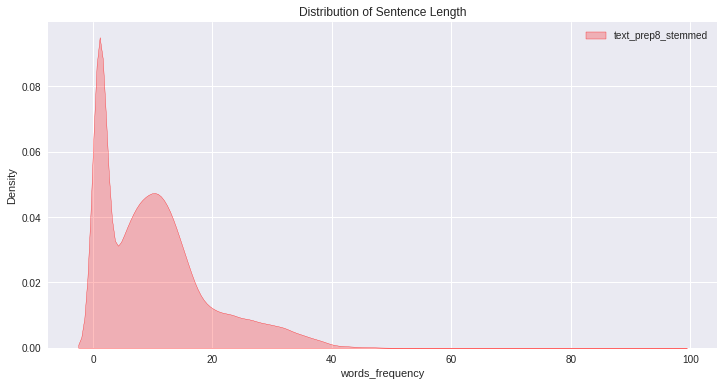 Distribution of Sentence Length
text_prep8_stemmed
Density
0.08
0.06
0.04
0.02
0.00
0 20 40 60 80 100
words_frequency